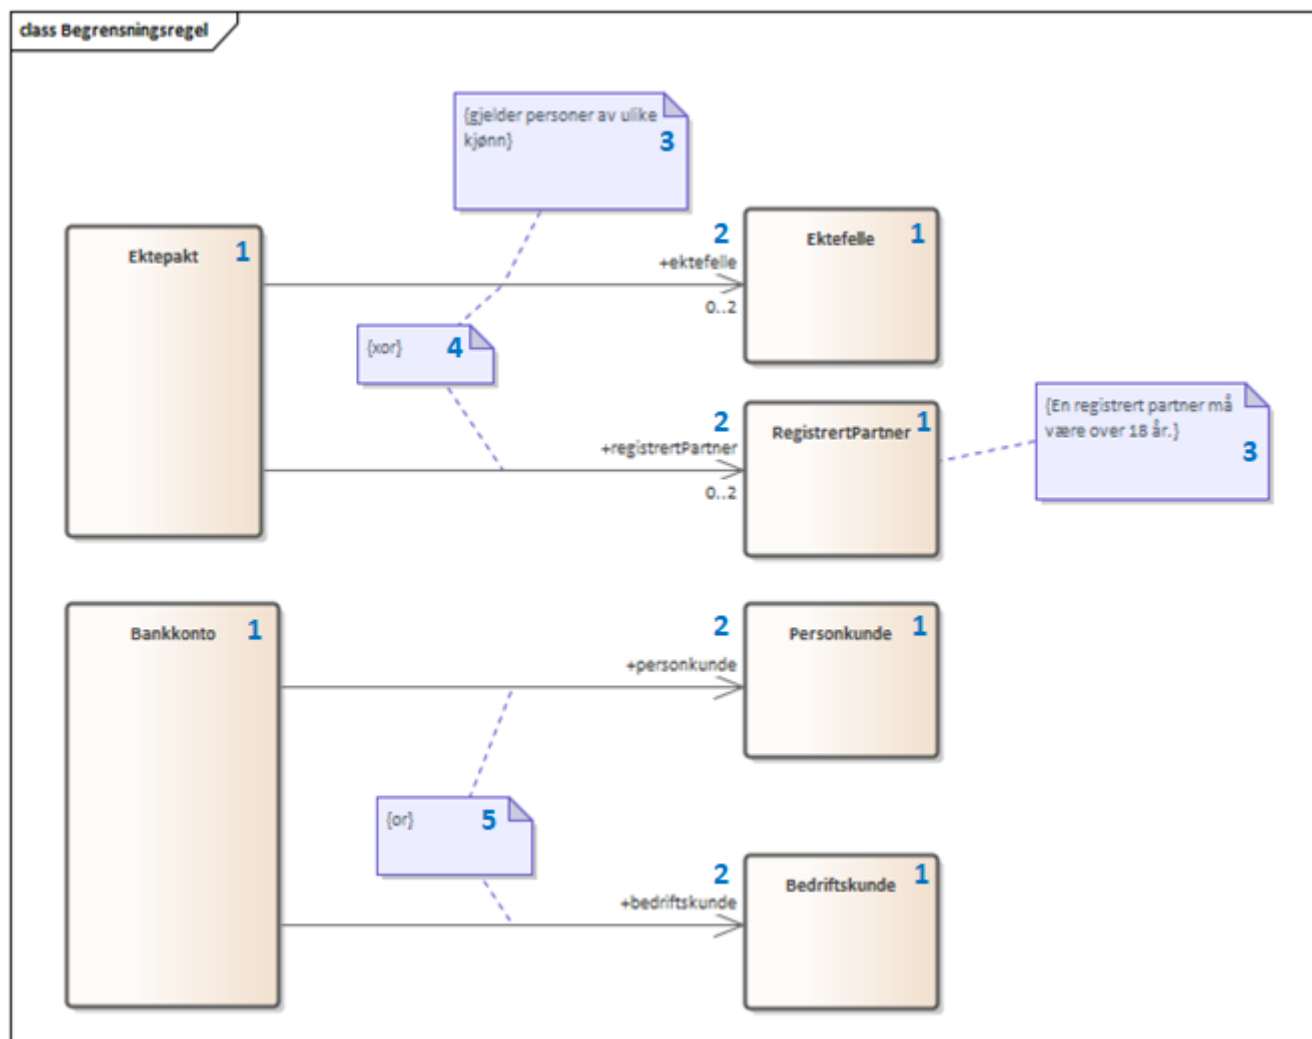 class Begrensningsregel
{gjelder personer av ulike
kjønn}
3
Ektepakt 1
2
+ektefelle
0..2
Ektefelle 1
{xor} 4
2
+registrertPartner
0..2
RegistrertPartner 1
{En registrert partner må
være over 18 år.}
3
Bankkonto 1
2
+personkunde
Personkunde 1
{or} 5
2
+bedriftskunde
Bedriftskunde 1